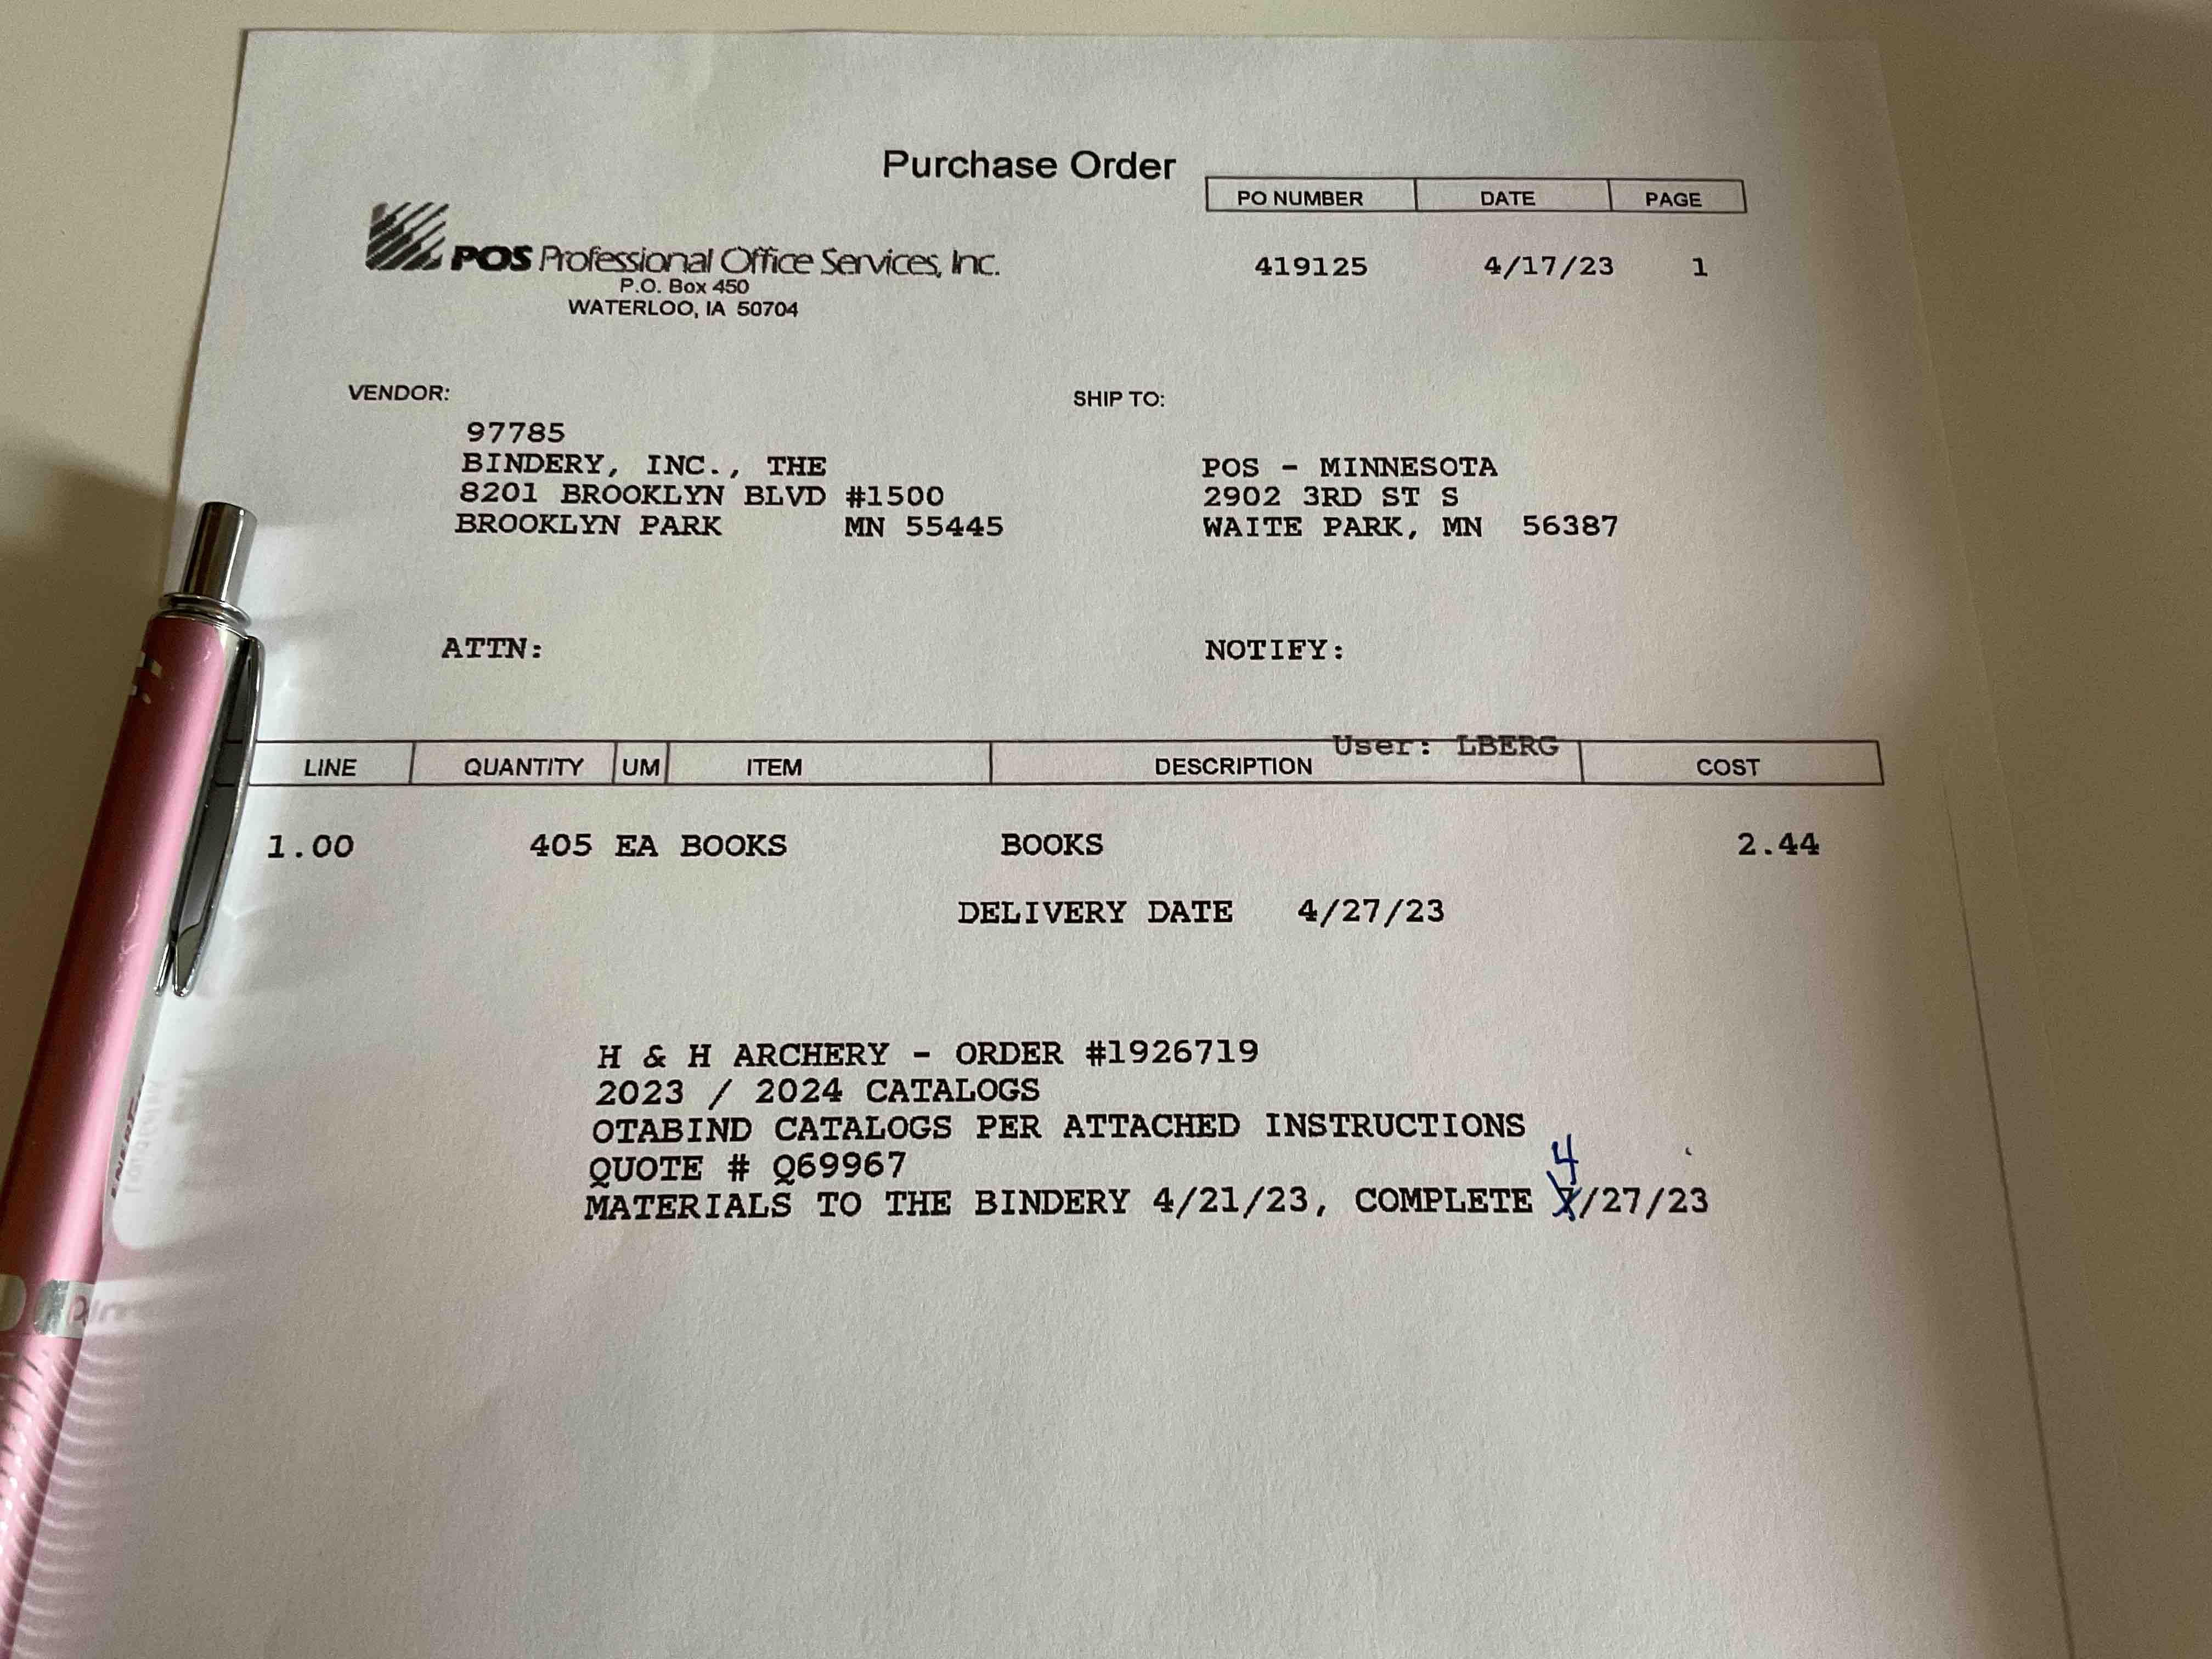 Purchase Order
PO NUMBER DATE PAGE
419125 4/17/23 1
POS Professional Office Services, Inc.
P.O. Box 450
WATERLOO, IA 50704
VENDOR:
97785
BINDERY, INC., THE
8201 BROOKLYN BLVD #1500
BROOKLYN PARK MN 55445
SHIP TO:
POS - MINNESOTA
2902 3RD ST S
WAITE PARK, MN 56387
ATTN: NOTIFY:
User: LBERG
LINE QUANTITY UM ITEM DESCRIPTION COST
1.00 405 EA BOOKS BOOKS 2.44
DELIVERY DATE 4/27/23
H & H ARCHERY - ORDER #1926719
2023 / 2024 CATALOGS
OTABIND CATALOGS PER ATTACHED INSTRUCTIONS
QUOTE # Q69967
4
MATERIALS TO THE BINDERY 4/21/23, COMPLETE /27/23